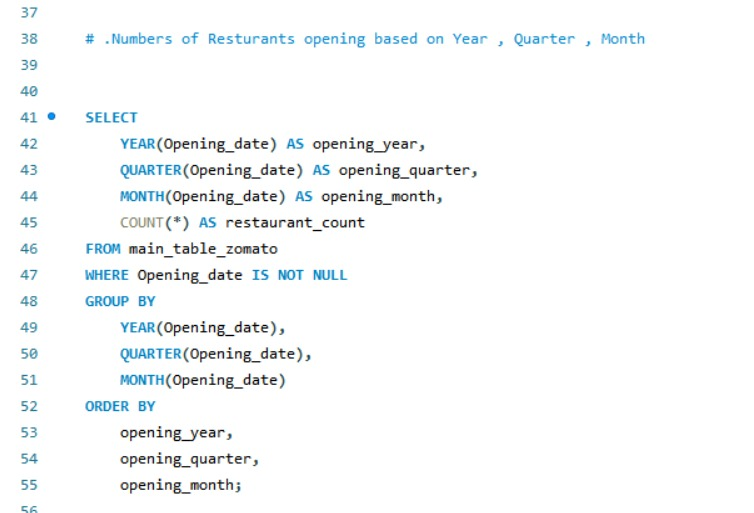 37
38 # .Numbers of Resturants opening based on Year , Quarter , Month
39
40
41 SELECT
42 YEAR(Opening_date) AS opening_year,
43 QUARTER(Opening_date) AS opening_quarter,
44 MONTH(Opening_date) AS opening_month,
45 COUNT(*) AS restaurant_count
46 FROM main_table_zomato
47 WHERE Opening_date IS NOT NULL
48 GROUP BY
49 YEAR(Opening_date),
50 QUARTER(Opening_date),
51 MONTH(Opening_date)
52 ORDER BY
53 opening_year,
54 opening_quarter,
55 opening_month;
56